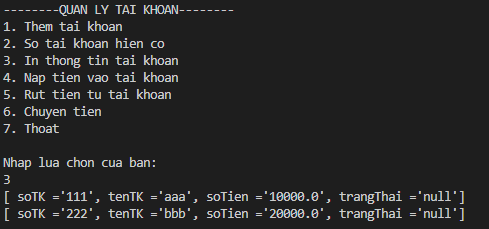 --------QUAN LY TAI KHOAN--------
1. Them tai khoan
2. So tai khoan hien co
3. In thong tin tai khoan
4. Nap tien vao tai khoan
5. Rut tien tu tai khoan
6. Chuyen tien
7. Thoat
Nhap lua chon cua ban:
3
[ soTK ='111', tenTK ='aaa', soTien ='10000.0', trangThai ='null']
[ soTK ='222', tenTK ='bbb', soTien ='20000.0', trangThai ='null']